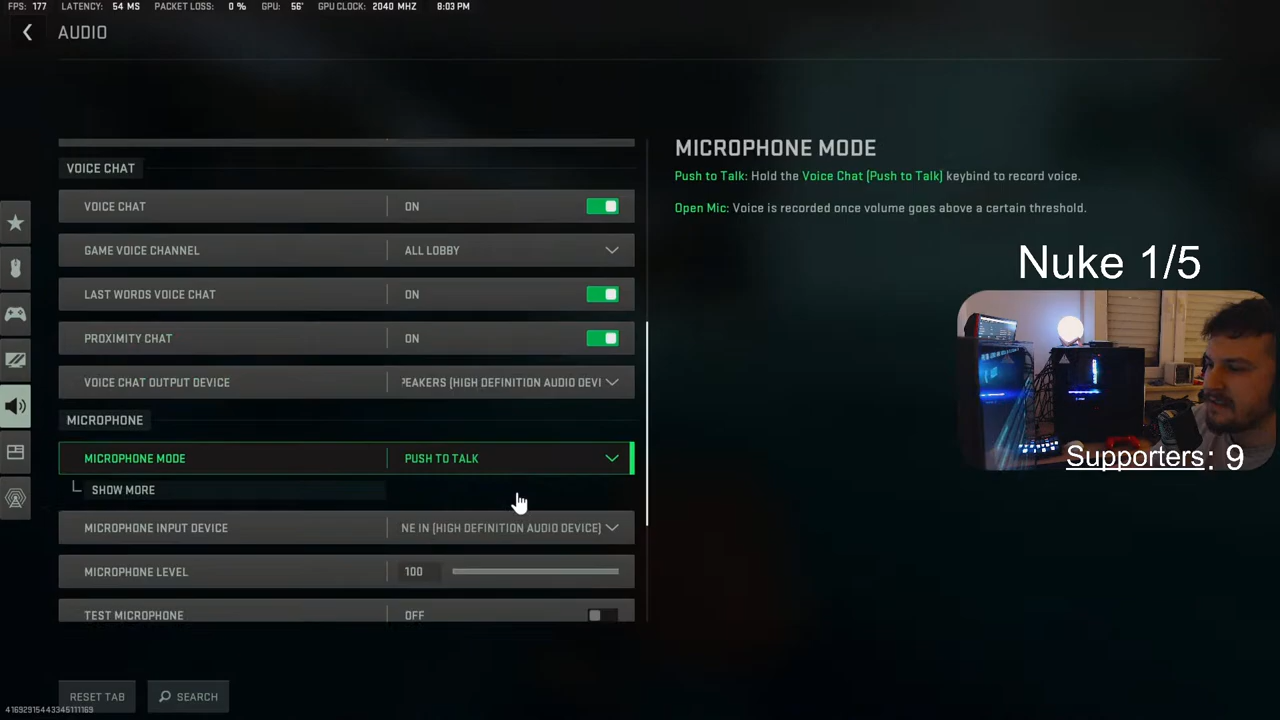 FPS: 177 LATENCY: 54 MS PACKET LOSS: 0 % GPU: 56° GPU CLOCK: 2040 MHZ 8:03 PM
AUDIO
VOICE CHAT
VOICE CHAT ON
GAME VOICE CHANNEL ALL LOBBY
LAST WORDS VOICE CHAT ON
PROXIMITY CHAT ON
VOICE CHAT OUTPUT DEVICE PEAKERS (HIGH DEFINITION AUDIO DEVI
MICROPHONE
MICROPHONE MODE PUSH TO TALK
SHOW MORE
MICROPHONE INPUT DEVICE NE IN (HIGH DEFINITION AUDIO DEVICE)
MICROPHONE LEVEL 100
TEST MICROPHONE OFF
RESET TAB SEARCH
MICROPHONE MODE
Push to Talk: Hold the Voice Chat (Push to Talk) keybind to record voice.
Open Mic: Voice is recorded once volume goes above a certain threshold.
Nuke 1/5
Supporters: 9